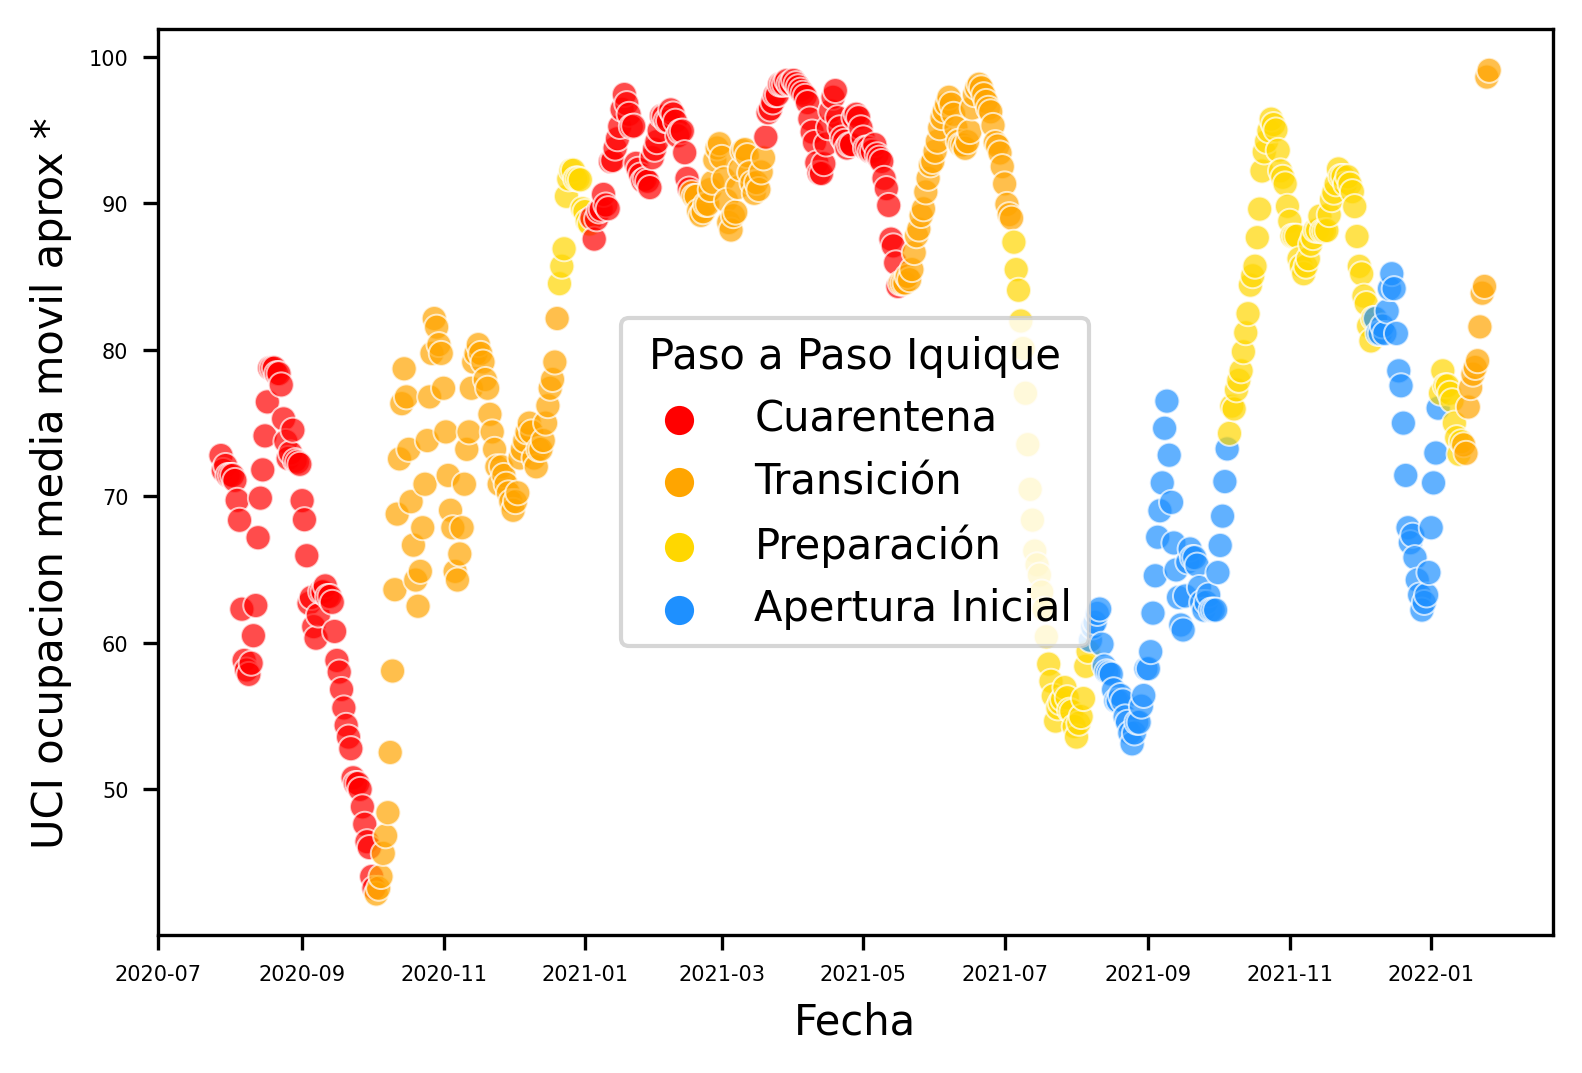 UCI ocupacion media movil aprox *
100
90
80
70
60
50
Paso a Paso Iquique
Cuarentena
Transición
Preparación
Apertura Inicial
2020-07 2020-09 2020-11 2021-01 2021-03 2021-05 2021-07 2021-09 2021-11 2022-01
Fecha